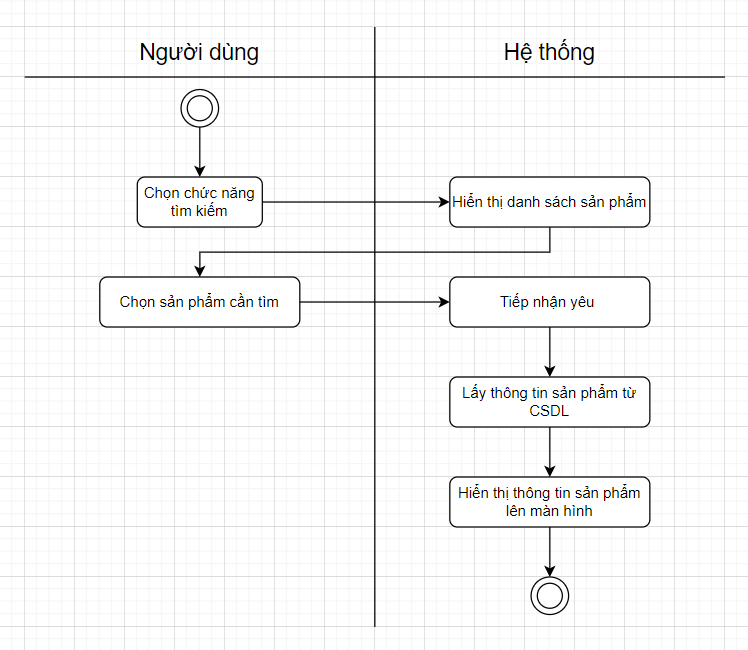 Người dùng
Hệ thống
Chọn chức năng
tìm kiếm
Hiển thị danh sách sản phẩm
Chọn sản phẩm cần tìm
Tiếp nhận yêu
Lấy thông tin sản phẩm từ
CSDL
Hiển thị thông tin sản phẩm
lên màn hình